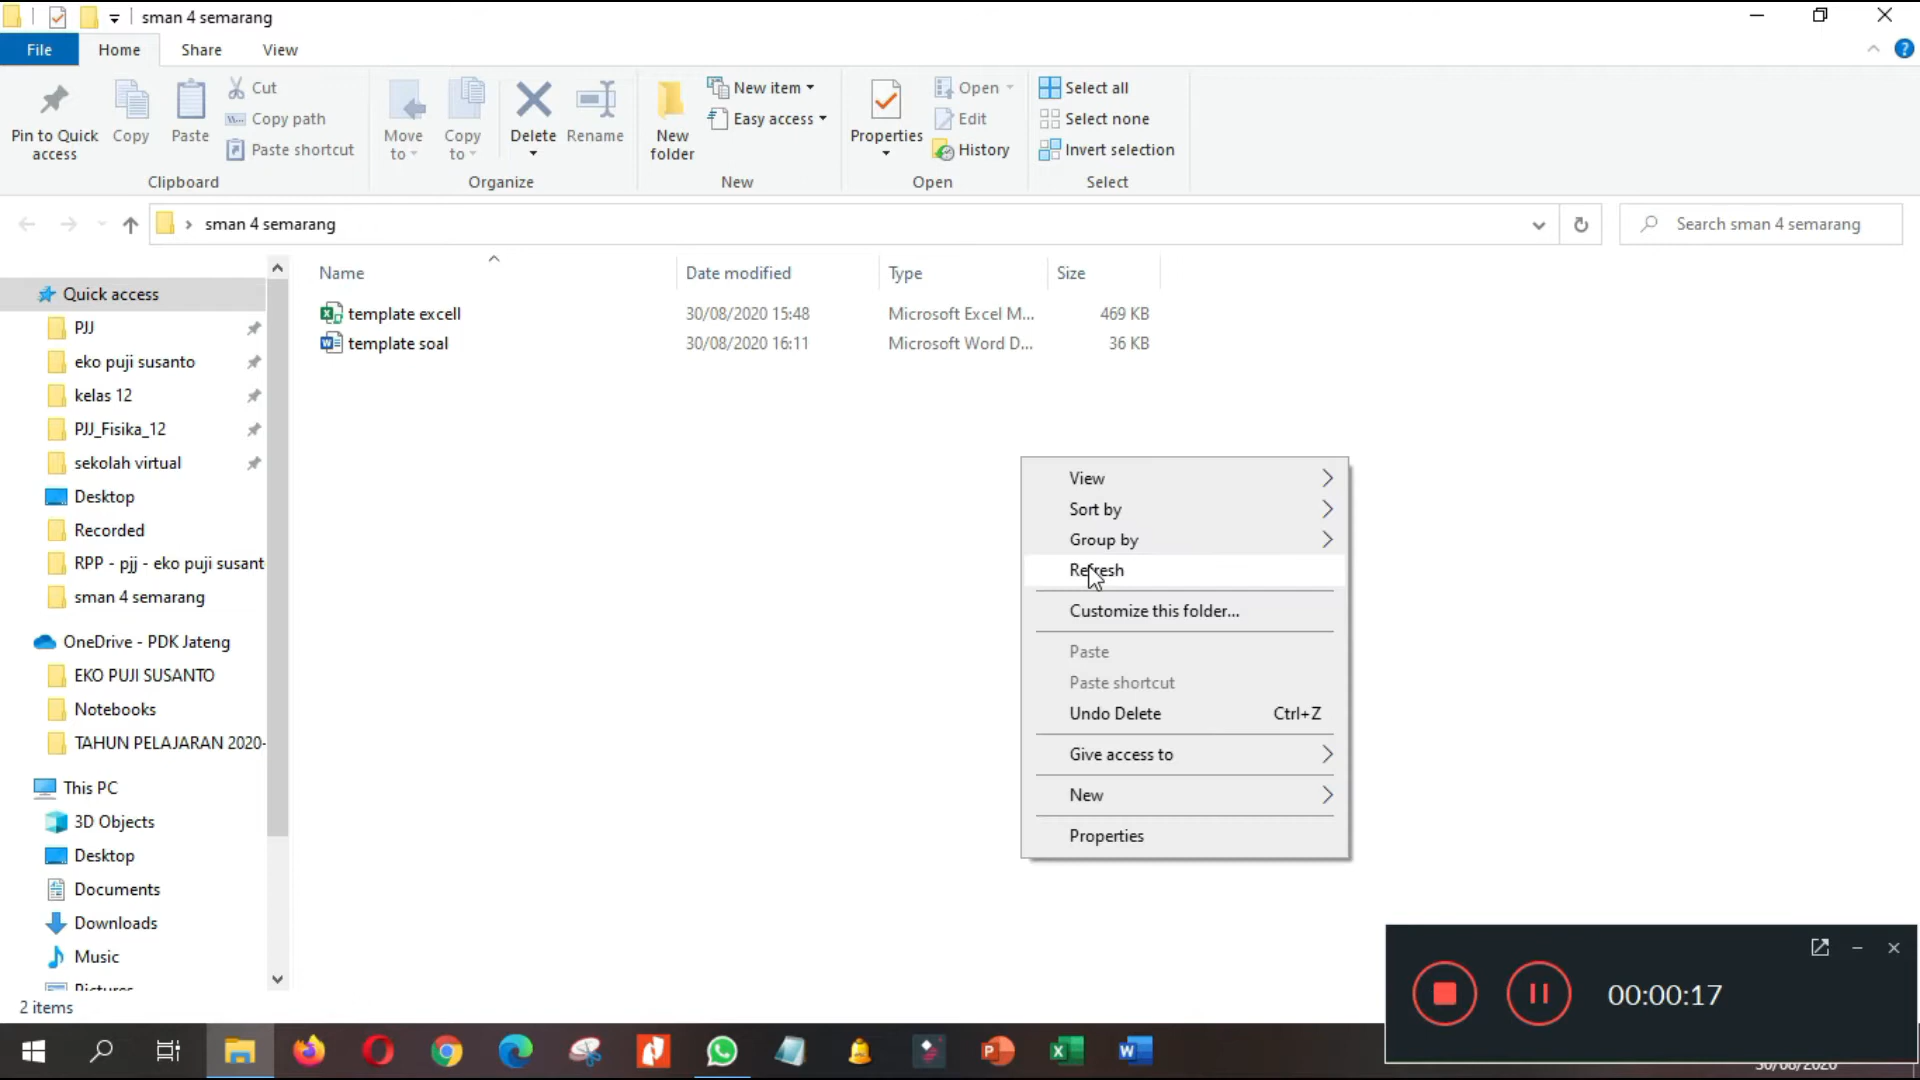 sman 4 semarang
File Home Share View
Pin to Quick access
Copy
Paste
Cut
Copy path
Paste shortcut
Clipboard
Move to
Copy to
Delete
Rename
Organize
New folder
New item
Easy access
New
Properties
Open
Edit
History
Open
Select all
Select none
Invert selection
Select
sman 4 semarang
Search sman 4 semarang
Name Date modified Type Size
template excell 30/08/2020 15:48 Microsoft Excel M... 469 KB
template soal 30/08/2020 16:11 Microsoft Word D... 36 KB
Quick access
PJJ
eko puji susanto
kelas 12
PJJ_Fisika_12
sekolah virtual
Desktop
Recorded
RPP - pjj - eko puji susant
sman 4 semarang
OneDrive - PDK Jateng
EKO PUJI SUSANTO
Notebooks
TAHUN PELAJARAN 2020-
This PC
3D Objects
Desktop
Documents
Downloads
Music
Pictures
2 items
View
Sort by
Group by
Refresh
Customize this folder...
Paste
Paste shortcut
Undo Delete Ctrl+Z
Give access to
New
Properties
00:00:17
30/08/2020